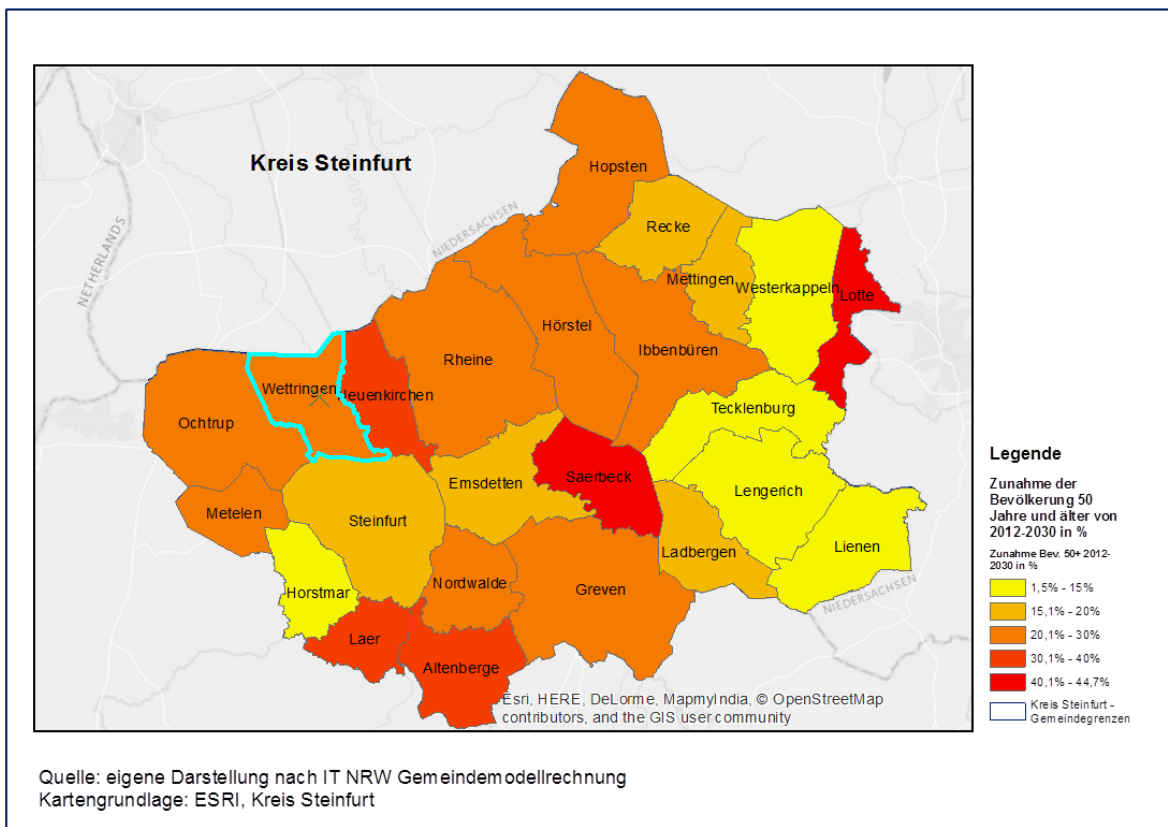 Kreis Steinfurt
NETHERLANDS
NIEDERSACHSEN
Hopsten
Recke
Mettingen
Westerkappeln
Lotte
Hörstel
Ibbenbüren
Rheine
Wettringen
Neuenkirchen
Ochtrup
Tecklenburg
Saerbeck
Emsdetten
Lengerich
Metelen
Steinfurt
Ladbergen
Lienen
Nordwalde
Greven
Horstmar
NIEDERSACHSEN
Laer
Altenberge
Esri, HERE, DeLorme, MapmyIndia, © OpenStreetMap
contributors, and the GIS user community
Legende
Zunahme der
Bevölkerung 50
Jahre und älter von
2012-2030 in %
Zunahme Bev. 50+ 2012-
2030 in %
1,5% - 15%
15,1% - 20%
20,1% - 30%
30,1% - 40%
40,1% - 44,7%
Kreis Steinfurt -
Gemeindegrenzen
Quelle: eigene Darstellung nach IT NRW Gemeindemodellrechnung
Kartengrundlage: ESRI, Kreis Steinfurt